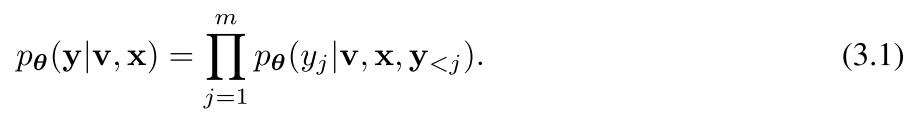 p_θ(y|v, x) = ∏_{j=1}^{m} p_θ(y_j|v, x, y_{<j}). (3.1)